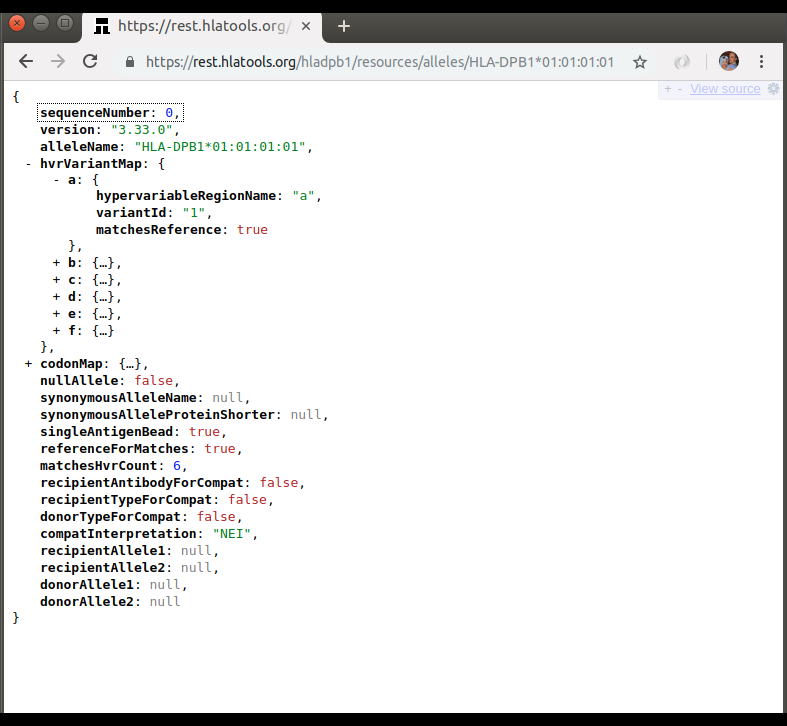 https://rest.hlatools.org/
https://rest.hlatools.org/hladpb1/resources/alleles/HLA-DPB1*01:01:01:01
+ - View source
{
sequenceNumber: 0,
version: "3.33.0",
alleleName: "HLA-DPB1*01:01:01:01",
- hvrVariantMap: {
- a: {
hypervariableRegionName: "a",
variantId: "1",
matchesReference: true
},
+ b: {…},
+ c: {…},
+ d: {…},
+ e: {…},
+ f: {…}
},
+ codonMap: {…},
nullAllele: false,
synonymousAlleleName: null,
synonymousAlleleProteinShorter: null,
singleAntigenBead: true,
referenceForMatches: true,
matchesHvrCount: 6,
recipientAntibodyForCompat: false,
recipientTypeForCompat: false,
donorTypeForCompat: false,
compatInterpretation: "NEI",
recipientAllele1: null,
recipientAllele2: null,
donorAllele1: null,
donorAllele2: null
}